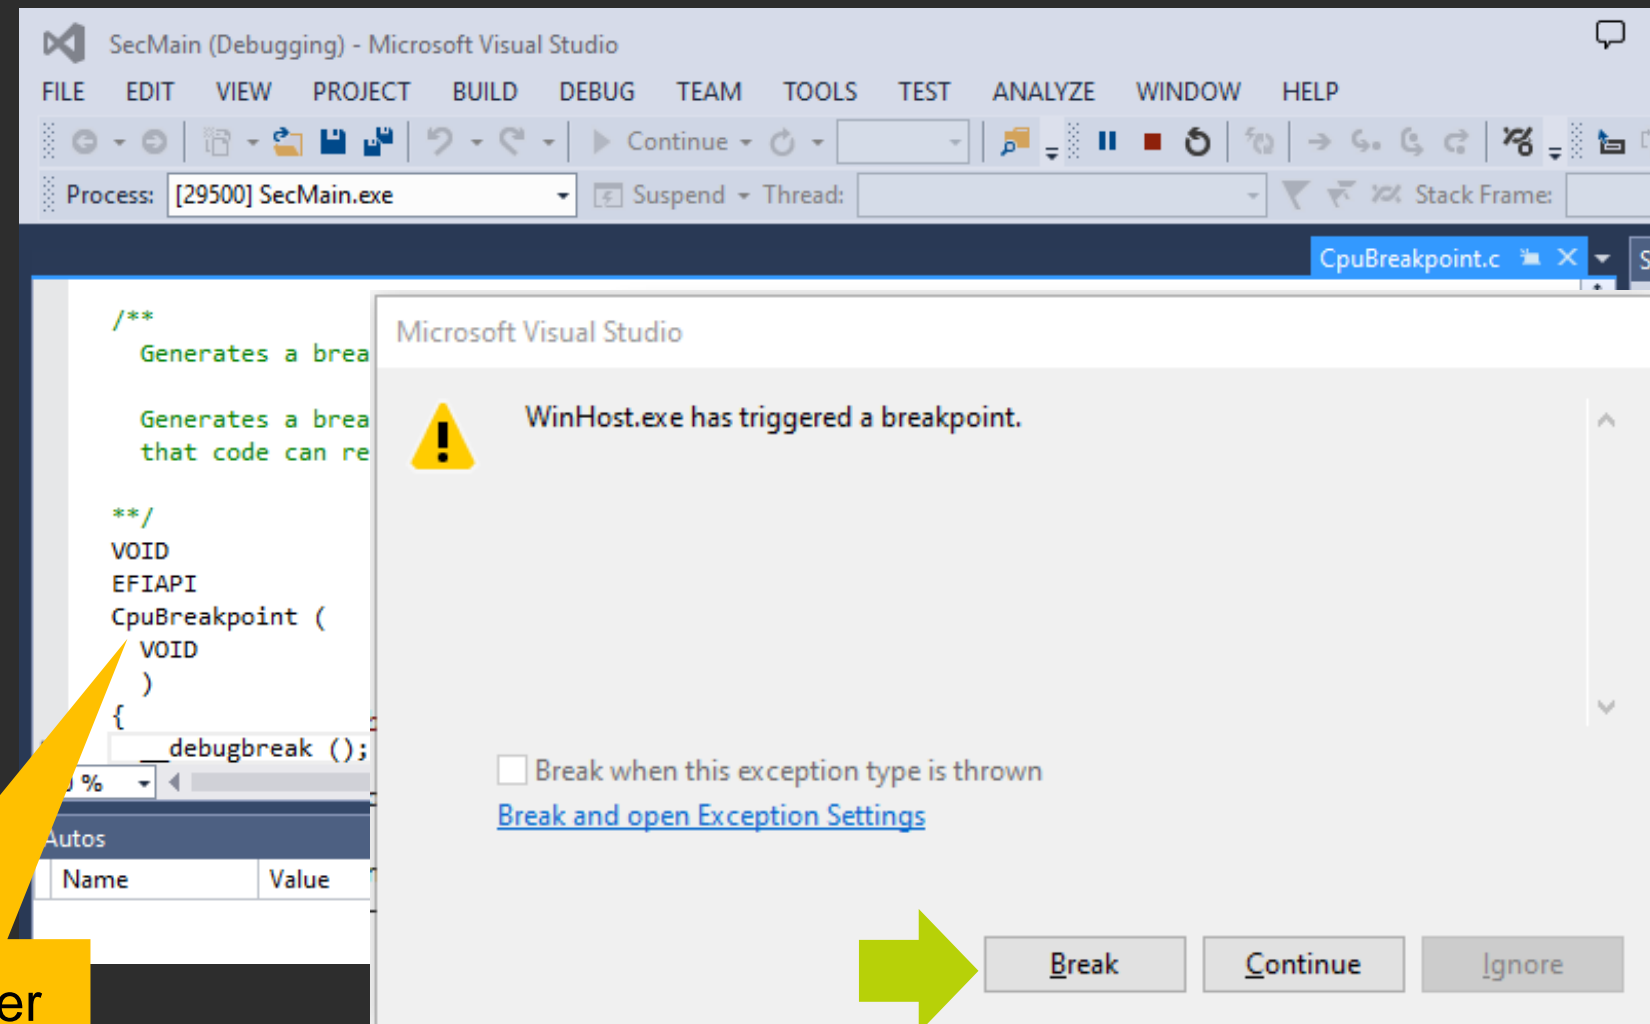 SecMain (Debugging) - Microsoft Visual Studio
FILE EDIT VIEW PROJECT BUILD DEBUG TEAM TOOLS TEST ANALYZE WINDOW HELP
Continue
Process: [29500] SecMain.exe Suspend Thread: Stack Frame:
CpuBreakpoint.c
/**
Generates a brea
Generates a brea
that code can re
**/
VOID
EFIAPI
CpuBreakpoint (
VOID
)
{
__debugbreak ();
%
Autos
Name Value
Microsoft Visual Studio
WinHost.exe has triggered a breakpoint.
Break when this exception type is thrown
Break and open Exception Settings
Break Continue Ignore
er